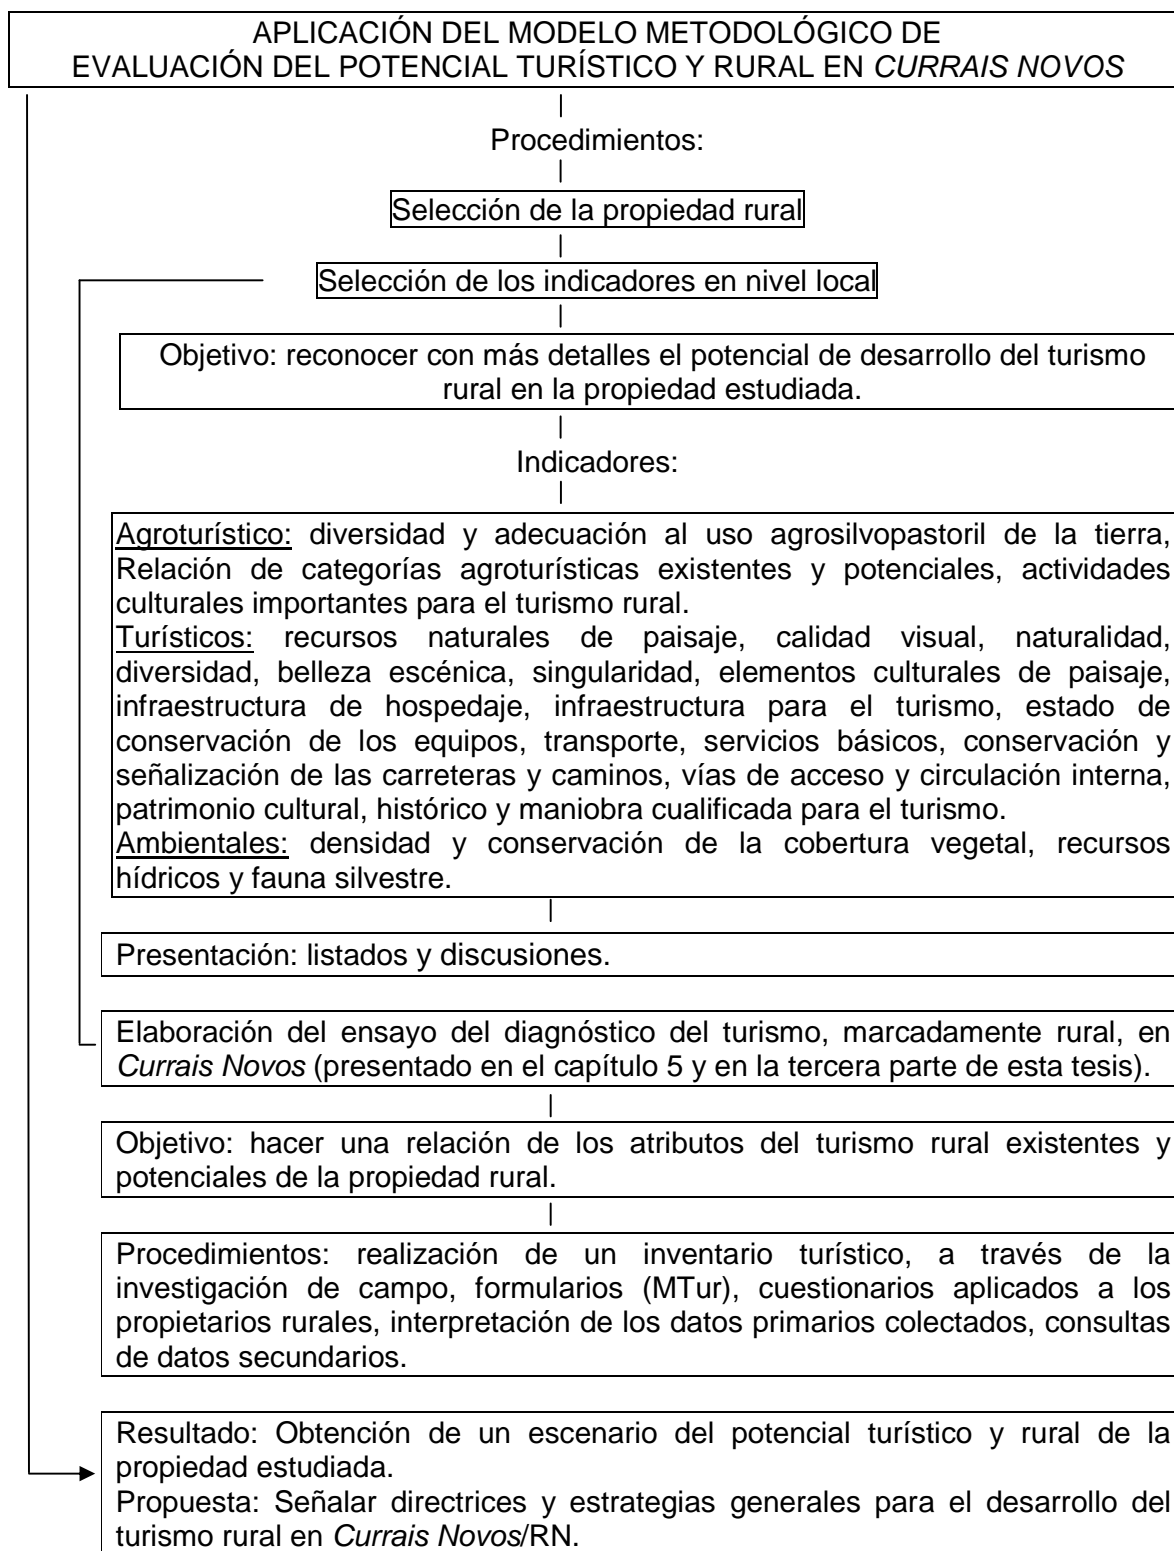 APLICACIÓN DEL MODELO METODOLÓGICO DE
EVALUACIÓN DEL POTENCIAL TURÍSTICO Y RURAL EN CURRAIS NOVOS
Procedimientos:
Selección de la propiedad rural
Selección de los indicadores en nivel local
Objetivo: reconocer con más detalles el potencial de desarrollo del turismo
rural en la propiedad estudiada.
Indicadores:
Agroturístico: diversidad y adecuación al uso agrosilvopastoril de la tierra,
Relación de categorías agroturísticas existentes y potenciales, actividades
culturales importantes para el turismo rural.
Turísticos: recursos naturales de paisaje, calidad visual, naturalidad,
diversidad, belleza escénica, singularidad, elementos culturales de paisaje,
infraestructura de hospedaje, infraestructura para el turismo, estado de
conservación de los equipos, transporte, servicios básicos, conservación y
señalización de las carreteras y caminos, vías de acceso y circulación interna,
patrimonio cultural, histórico y maniobra cualificada para el turismo.
Ambientales: densidad y conservación de la cobertura vegetal, recursos
hídricos y fauna silvestre.
Presentación: listados y discusiones.
Elaboración del ensayo del diagnóstico del turismo, marcadamente rural, en
Currais Novos (presentado en el capítulo 5 y en la tercera parte de esta tesis).
Objetivo: hacer una relación de los atributos del turismo rural existentes y
potenciales de la propiedad rural.
Procedimientos: realización de un inventario turístico, a través de la
investigación de campo, formularios (MTur), cuestionarios aplicados a los
propietarios rurales, interpretación de los datos primarios colectados, consultas
de datos secundarios.
Resultado: Obtención de un escenario del potencial turístico y rural de la
propiedad estudiada.
Propuesta: Señalar directrices y estrategias generales para el desarrollo del
turismo rural en Currais Novos/RN.